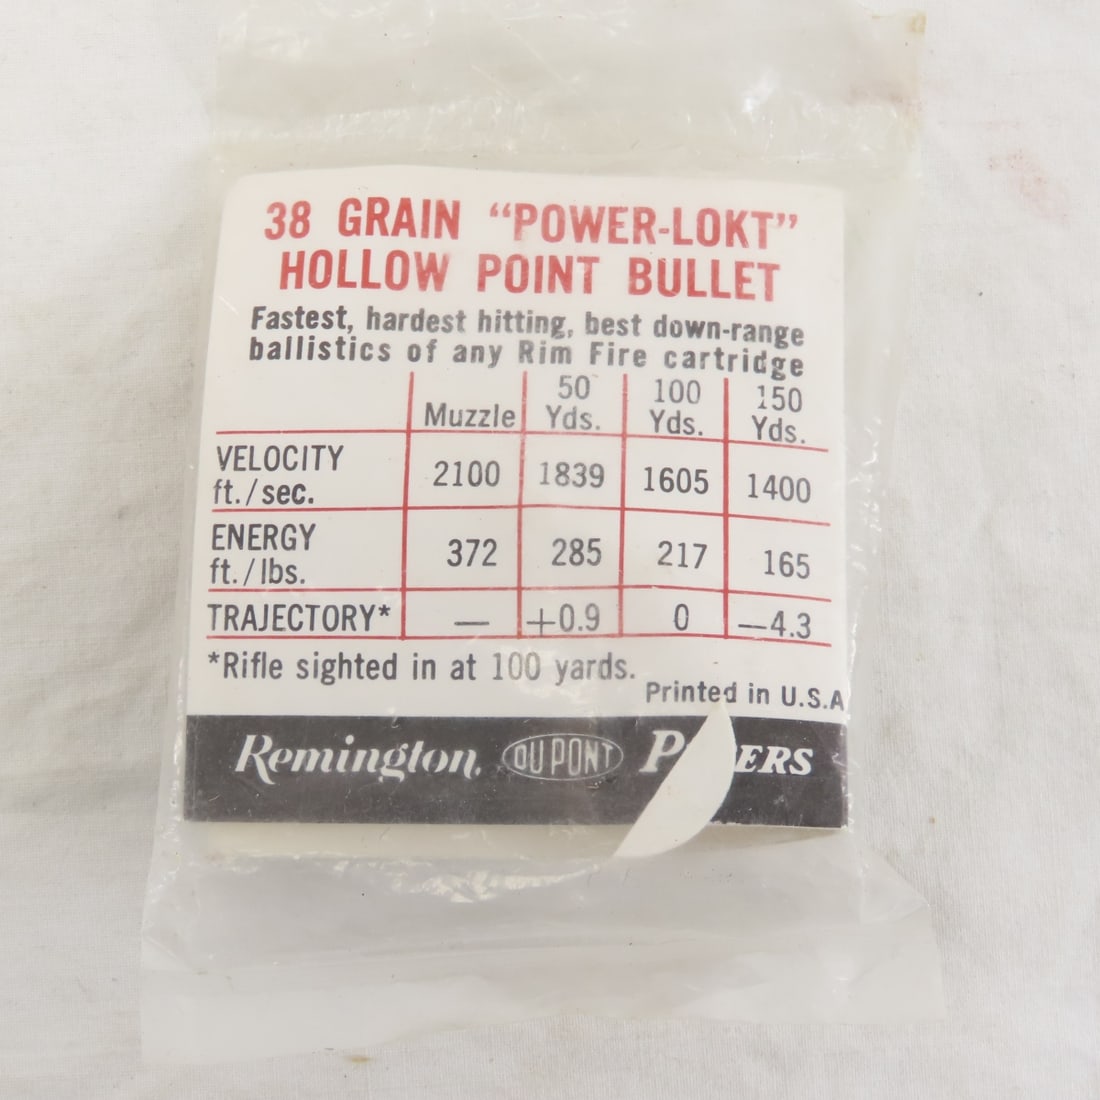 38 GRAIN “POWER-LOKT”
HOLLOW POINT BULLET
Fastest, hardest hitting, best down-range
ballistics of any Rim Fire cartridge
Muzzle 50 Yds. 100 Yds. 150 Yds.
VELOCITY ft./sec. 2100 1839 1605 1400
ENERGY ft./lbs. 372 285 217 165
TRAJECTORY* — +0.9 0 —4.3
*Rifle sighted in at 100 yards.
Printed in U.S.A
Remington. DU PONT